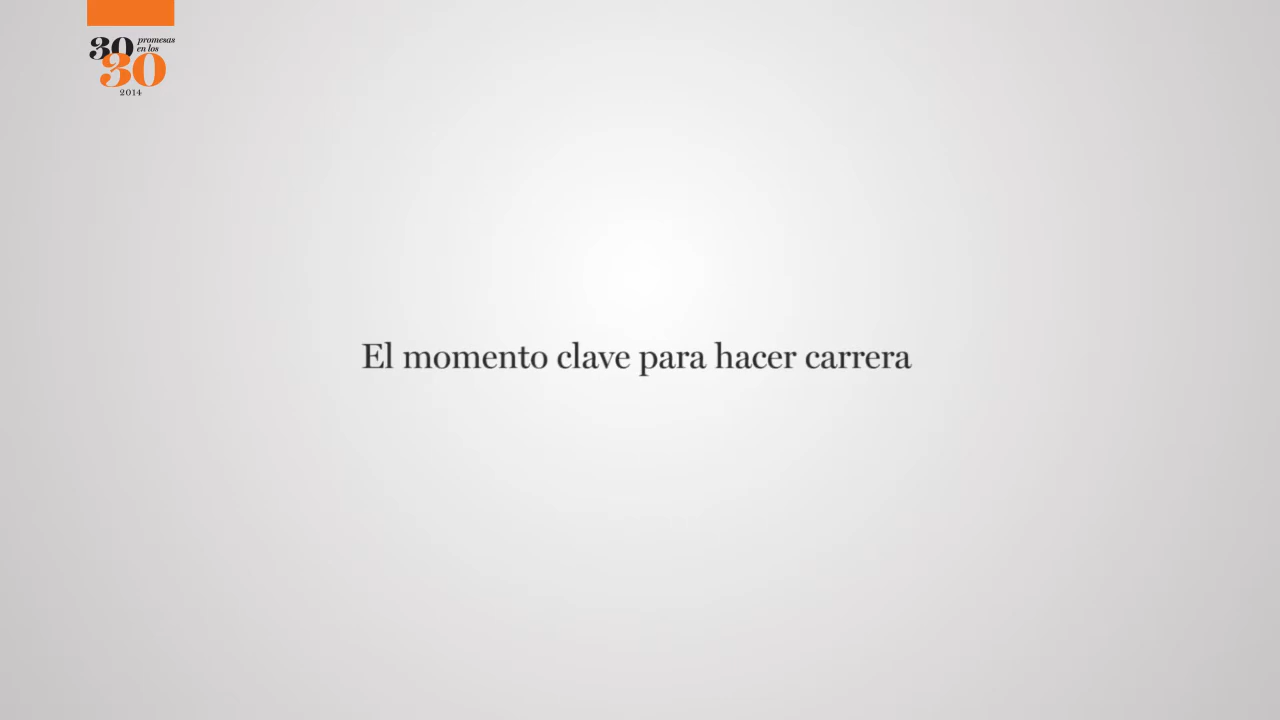 30 promesas
en los
30
2014
El momento clave para hacer carrera